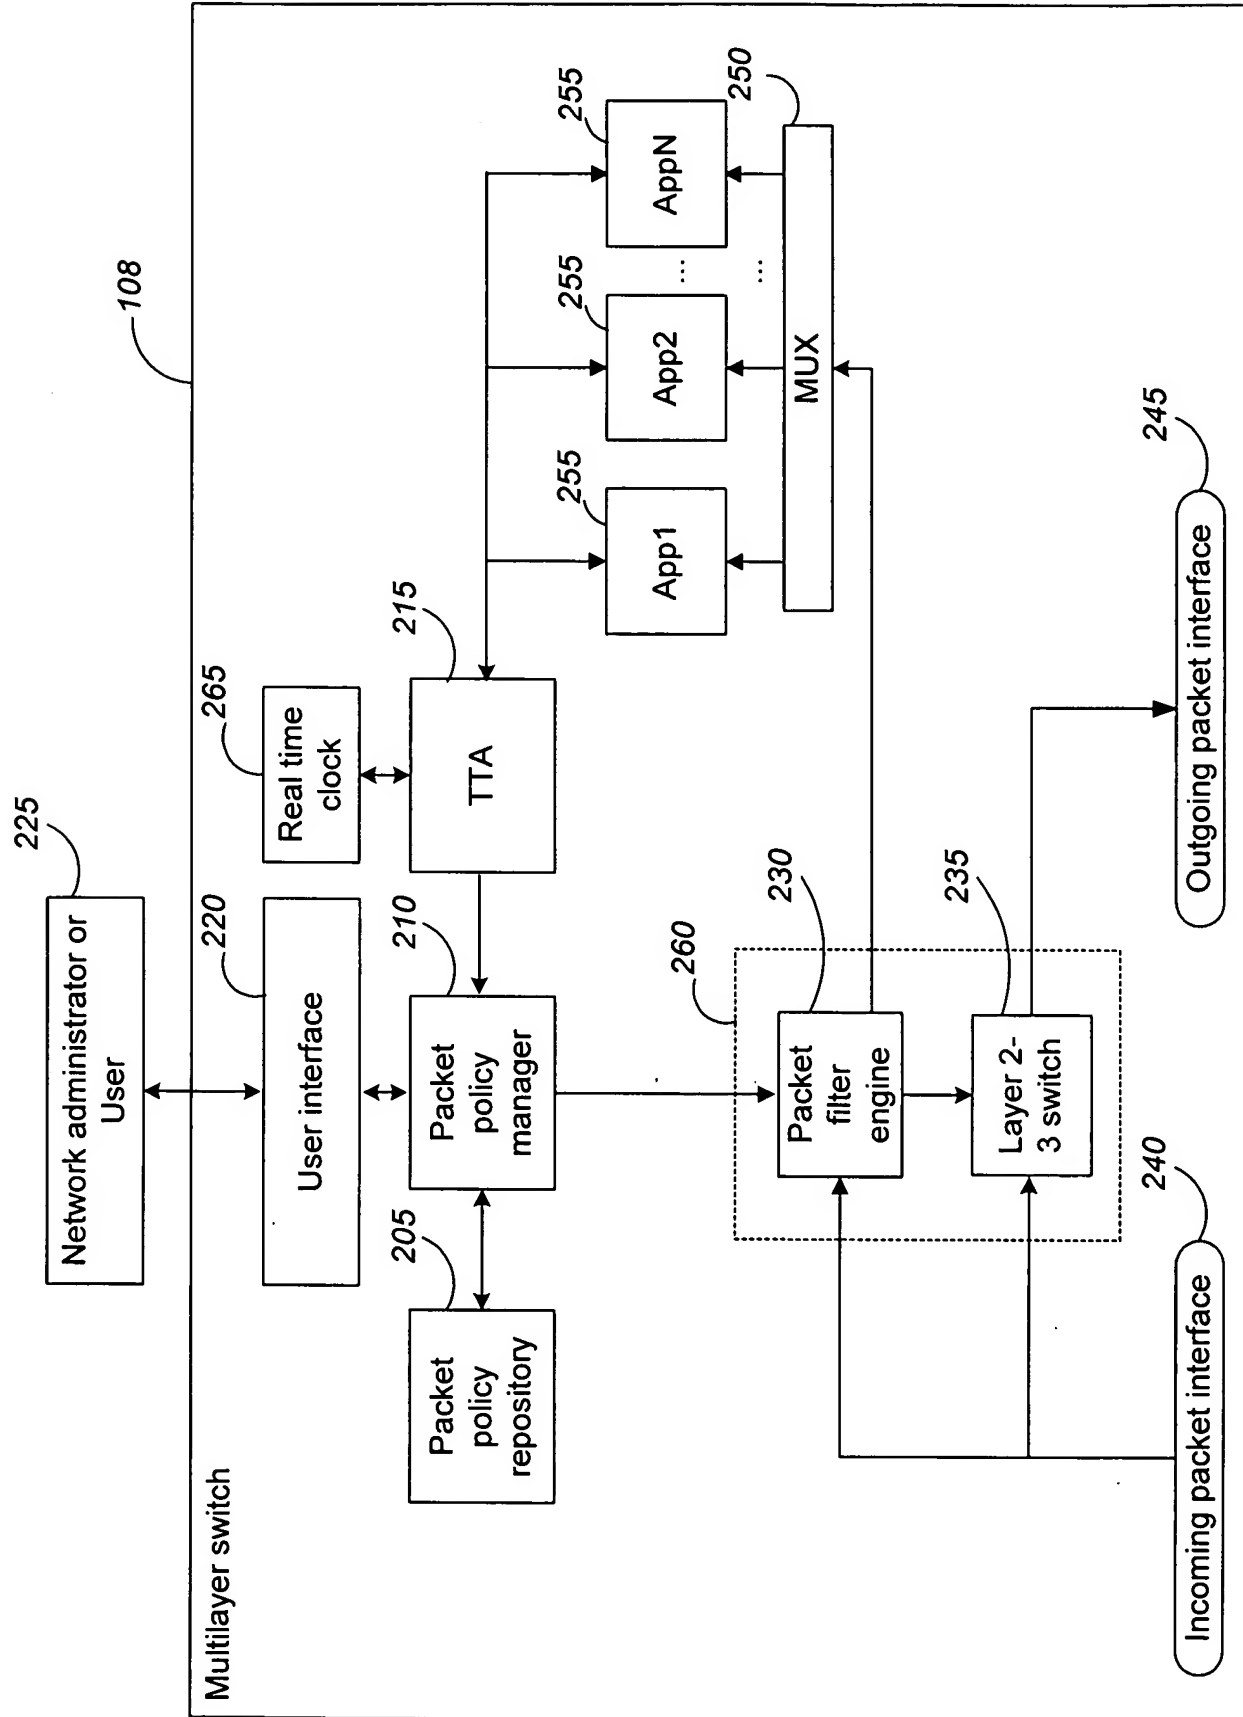 225
Network administrator or
User
108
Multilayer switch
220
User interface
265
Real time
clock
205
Packet
policy
repository
210
Packet
policy
manager
215
TTA
255
App1
255
App2
...
255
AppN
...
MUX
250
260
230
Packet
filter
engine
235
Layer 2-
3 switch
240
Incoming packet interface
245
Outgoing packet interface